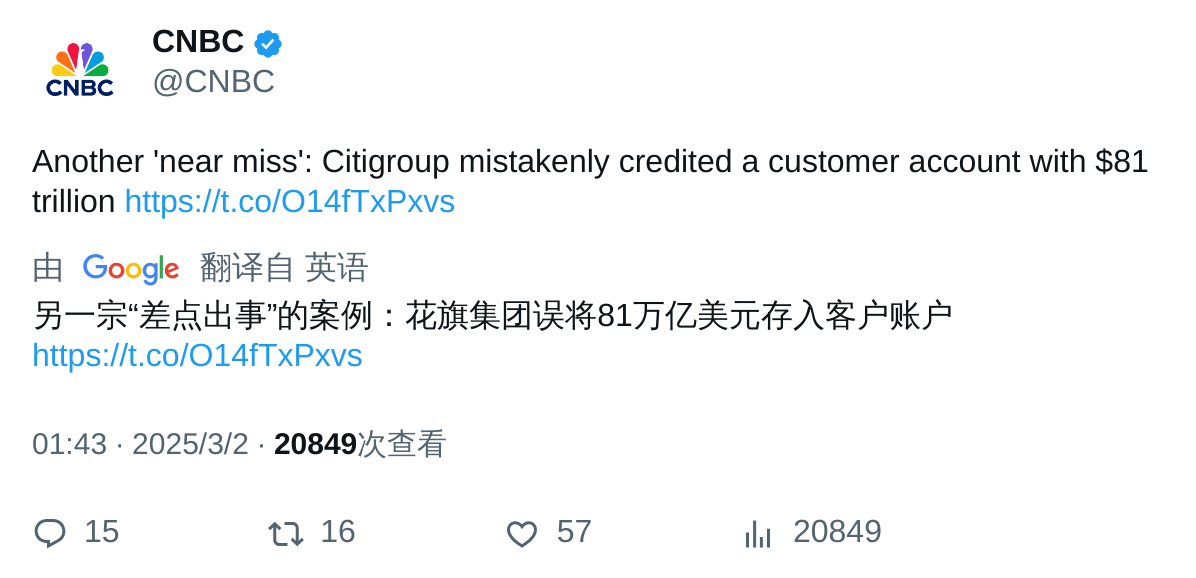 CNBC
CNBC
@CNBC
Another 'near miss': Citigroup mistakenly credited a customer account with $81
trillion https://t.co/O14fTxPxvs
由 Google 翻译自 英语
另一宗“差点出事”的案例：花旗集团误将81万亿美元存入客户账户
https://t.co/O14fTxPxvs
01:43 · 2025/3/2 · 20849次查看
15 16 57 20849